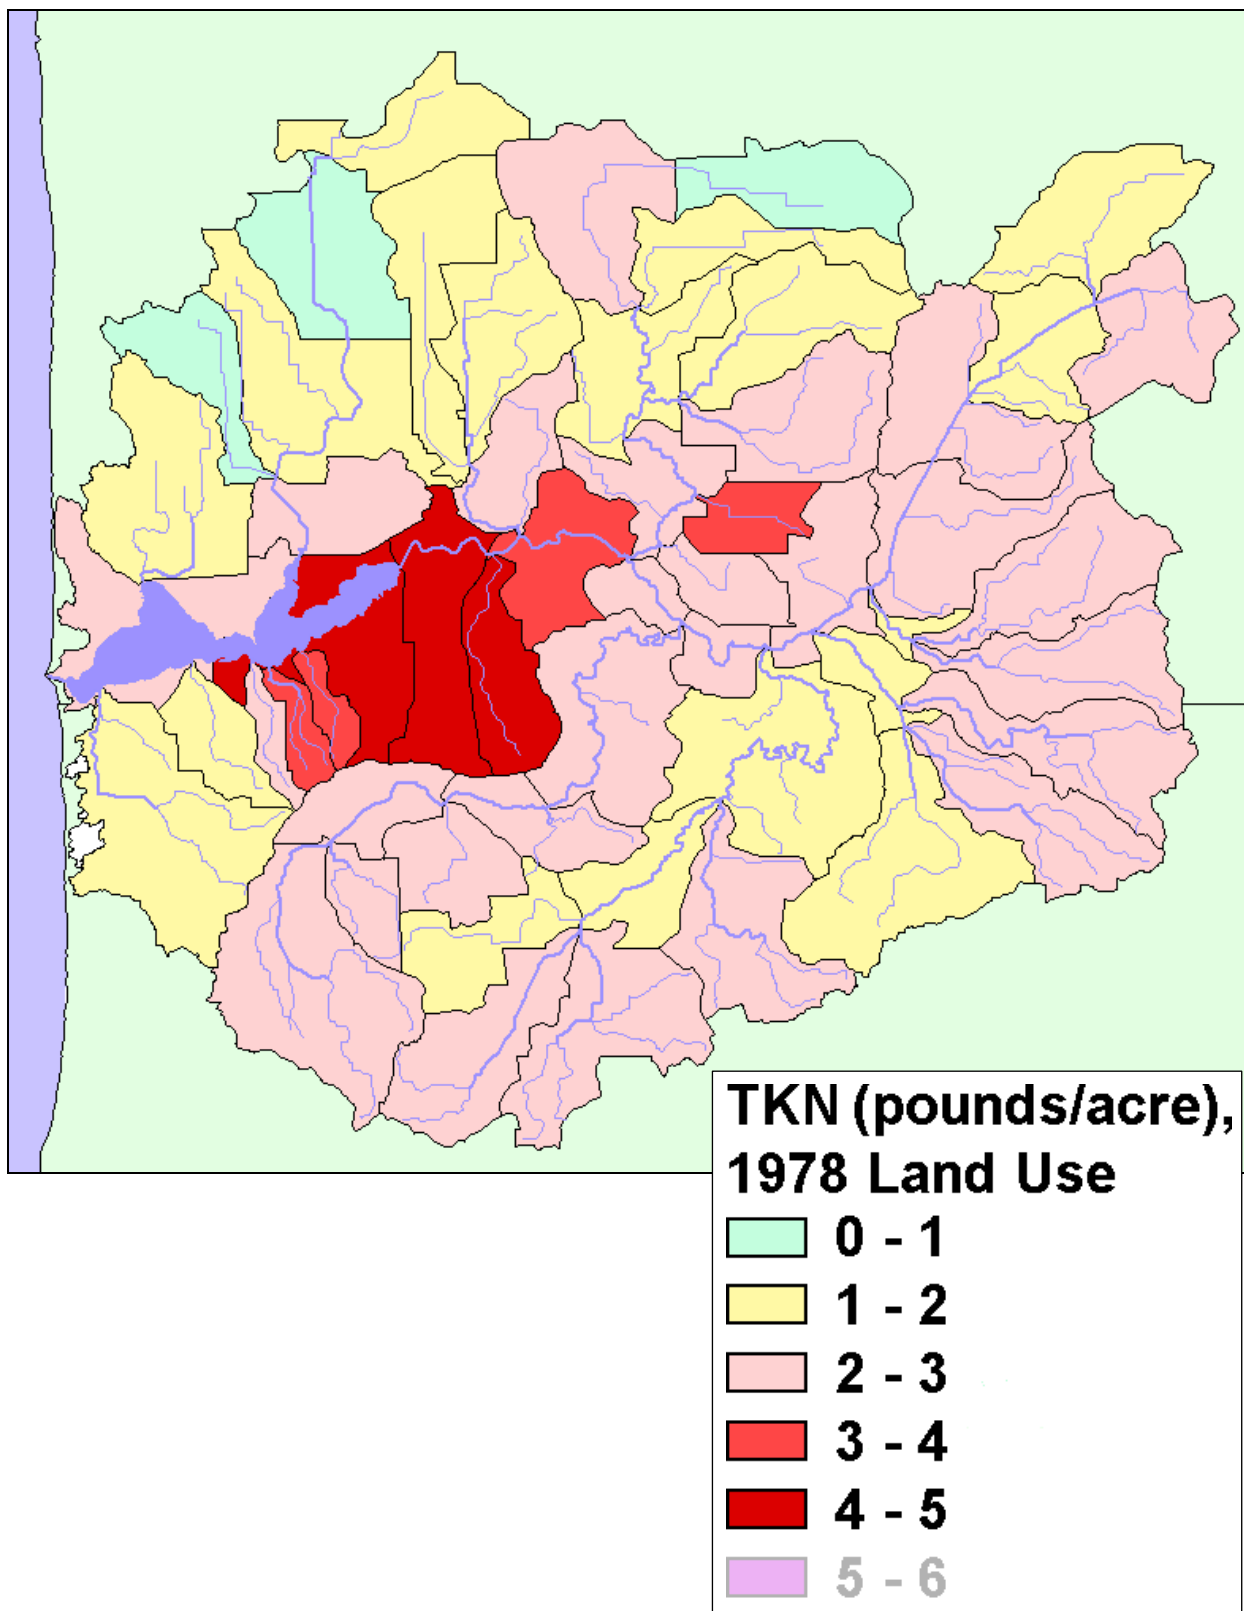 TKN (pounds/acre),
1978 Land Use
0 - 1
1 - 2
2 - 3
3 - 4
4 - 5
5 - 6